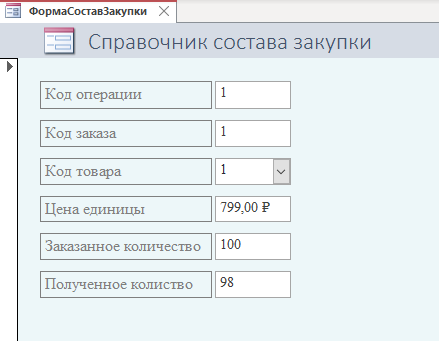 ФормаСоставЗакупки
Справочник состава закупки
Код операции 1
Код заказа 1
Код товара 1
Цена единицы 799,00 ₽
Заказанное количество 100
Полученное колиство 98